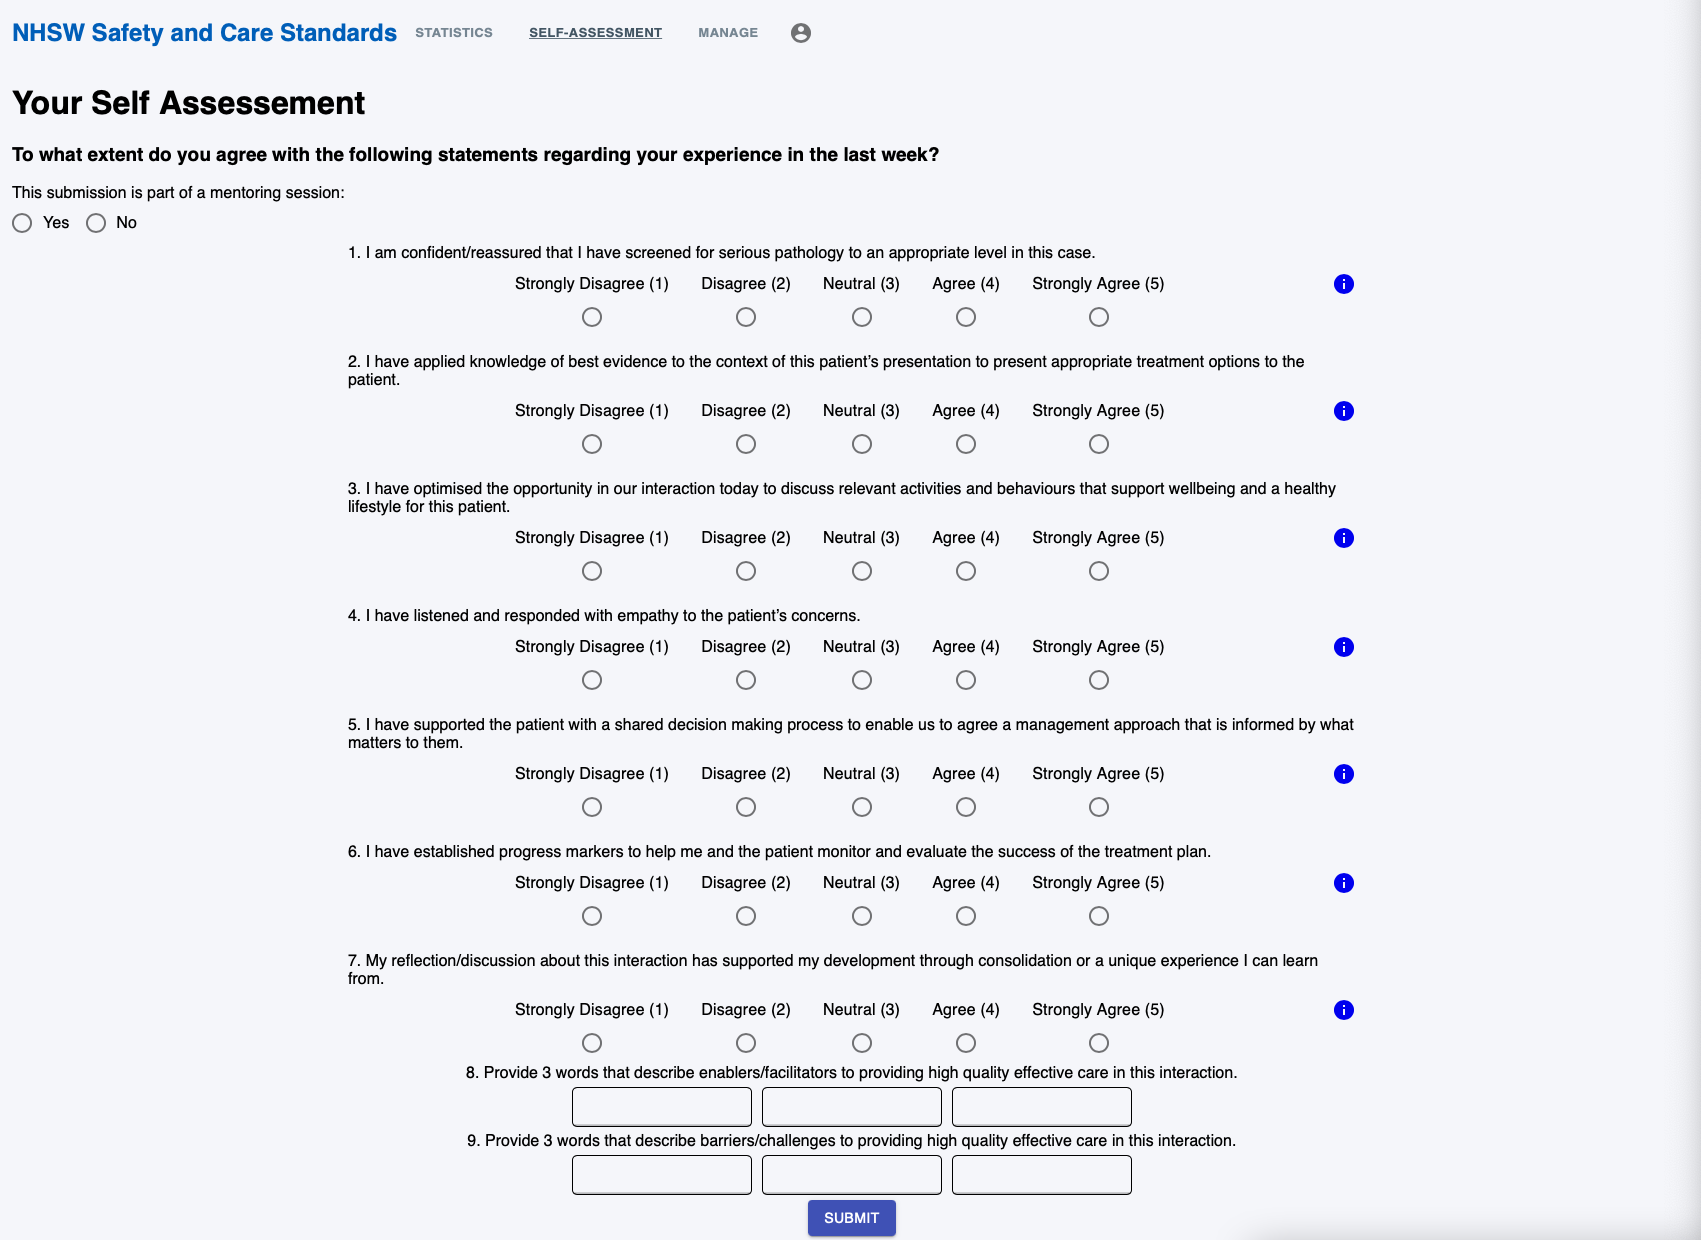 NHSW Safety and Care Standards STATISTICS SELF-ASSESSMENT MANAGE
Your Self Assessement
To what extent do you agree with the following statements regarding your experience in the last week?
This submission is part of a mentoring session:
Yes No
1. I am confident/reassured that I have screened for serious pathology to an appropriate level in this case.
Strongly Disagree (1) Disagree (2) Neutral (3) Agree (4) Strongly Agree (5)
2. I have applied knowledge of best evidence to the context of this patient’s presentation to present appropriate treatment options to the
patient.
Strongly Disagree (1) Disagree (2) Neutral (3) Agree (4) Strongly Agree (5)
3. I have optimised the opportunity in our interaction today to discuss relevant activities and behaviours that support wellbeing and a healthy
lifestyle for this patient.
Strongly Disagree (1) Disagree (2) Neutral (3) Agree (4) Strongly Agree (5)
4. I have listened and responded with empathy to the patient’s concerns.
Strongly Disagree (1) Disagree (2) Neutral (3) Agree (4) Strongly Agree (5)
5. I have supported the patient with a shared decision making process to enable us to agree a management approach that is informed by what
matters to them.
Strongly Disagree (1) Disagree (2) Neutral (3) Agree (4) Strongly Agree (5)
6. I have established progress markers to help me and the patient monitor and evaluate the success of the treatment plan.
Strongly Disagree (1) Disagree (2) Neutral (3) Agree (4) Strongly Agree (5)
7. My reflection/discussion about this interaction has supported my development through consolidation or a unique experience I can learn
from.
Strongly Disagree (1) Disagree (2) Neutral (3) Agree (4) Strongly Agree (5)
8. Provide 3 words that describe enablers/facilitators to providing high quality effective care in this interaction.
9. Provide 3 words that describe barriers/challenges to providing high quality effective care in this interaction.
SUBMIT